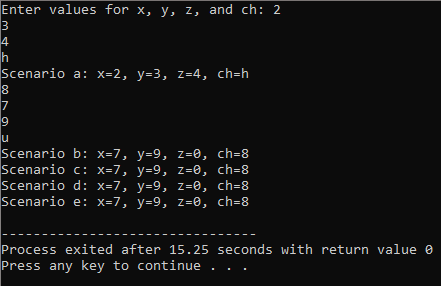 Enter values for x, y, z, and ch: 2
3
4
h
Scenario a: x=2, y=3, z=4, ch=h
8
7
9
u
Scenario b: x=7, y=9, z=0, ch=8
Scenario c: x=7, y=9, z=0, ch=8
Scenario d: x=7, y=9, z=0, ch=8
Scenario e: x=7, y=9, z=0, ch=8
--------------------------------
Process exited after 15.25 seconds with return value 0
Press any key to continue . . .